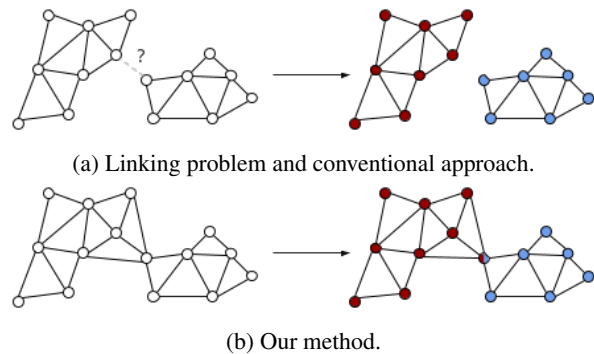 ?
(a) Linking problem and conventional approach.
(b) Our method.